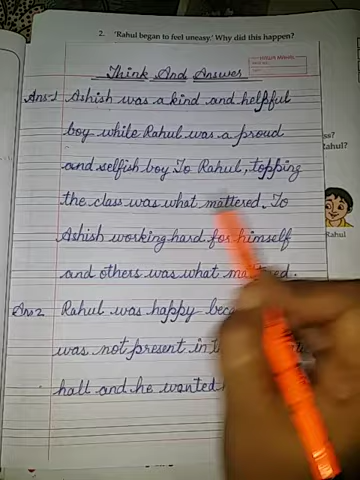 2. 'Rahul began to feel uneasy.' Why did this happen?
Think And Answer
Ans-1 Ashish was a kind and helpful
boy while Rahul was a proud
and selfish boy To Rahul, topping
the class was what mattered. To
Ashish working hard for himself
and others was what
Ans 2 Rahul was happy
was not present in
hall and he wanted
ss?
Rahul?
Rahul